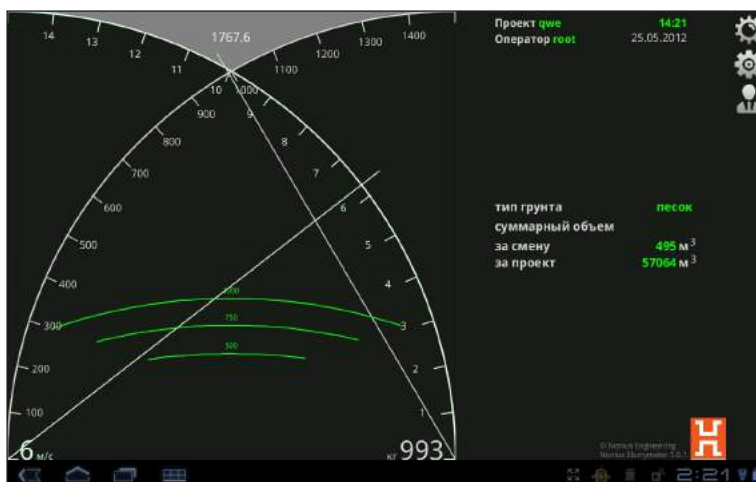 14 13 12 11 1767.6 1100 1200 1300 1400
10 1000
900 9
800 8
700 7
600 6
500 5
400 4
1000
300 3
750
500
200 2
100 1
6 м/с кг 993
Проект qwe 14:21
Оператор root 25.05.2012
тип грунта песок
суммарный объем
за смену 495 м³
за проект 57064 м³
2:21